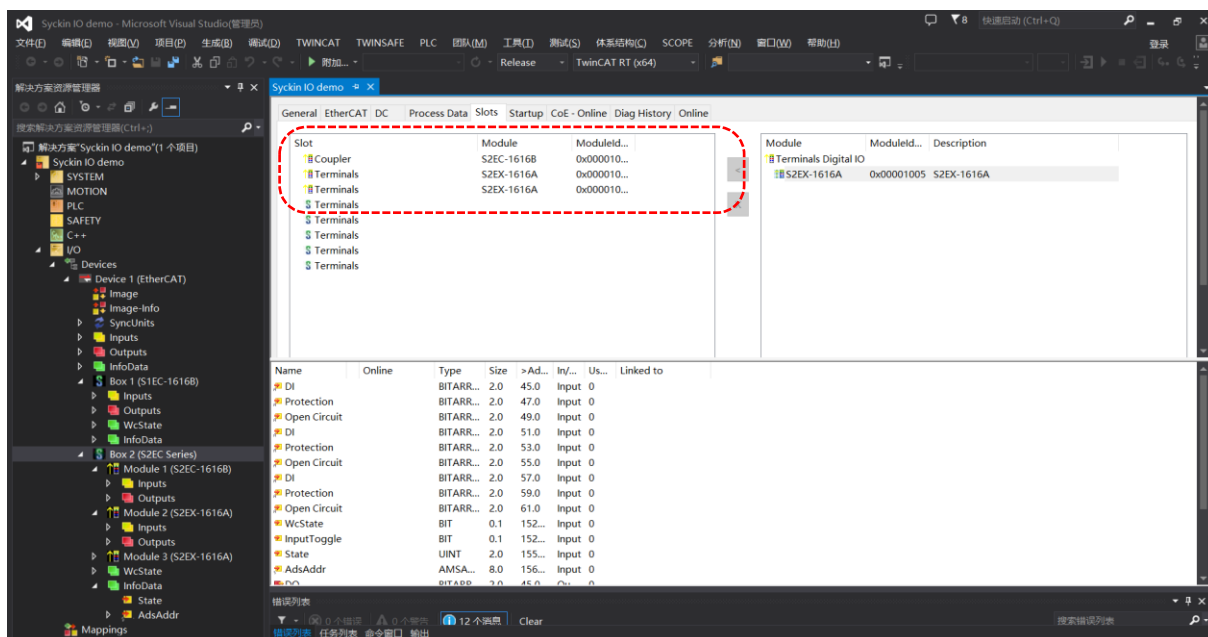 Syckin IO demo - Microsoft Visual Studio(管理员)
8
快速启动 (Ctrl+Q)
文件(F) 编辑(E) 视图(V) 项目(P) 生成(B) 调试(D) TWINCAT TWINSAFE PLC 团队(M) 工具(T) 测试(S) 体系结构(C) SCOPE 分析(N) 窗口(W) 帮助(H)
登录
附加...
Release
TwinCAT RT (x64)
解决方案资源管理器
搜索解决方案资源管理器(Ctrl+;)
解决方案"Syckin IO demo"(1 个项目)
Syckin IO demo
SYSTEM
MOTION
PLC
SAFETY
C++
I/O
Devices
Device 1 (EtherCAT)
Image
Image-Info
SyncUnits
Inputs
Outputs
InfoData
Box 1 (S1EC-1616B)
Inputs
Outputs
WcState
InfoData
Box 2 (S2EC Series)
Module 1 (S2EC-1616B)
Inputs
Outputs
Module 2 (S2EX-1616A)
Inputs
Outputs
Module 3 (S2EX-1616A)
WcState
InfoData
State
AdsAddr
Mappings
Syckin IO demo
General EtherCAT DC Process Data Slots Startup CoE - Online Diag History Online
Slot Module ModuleId...
Coupler S2EC-1616B 0x000010...
Terminals S2EX-1616A 0x000010...
Terminals S2EX-1616A 0x000010...
Terminals
Terminals
Terminals
Terminals
Terminals
<
Module ModuleId... Description
Terminals Digital IO
S2EX-1616A 0x00001005 S2EX-1616A
Name Online Type Size >Ad... In/... Us... Linked to
DI BITARR... 2.0 45.0 Input 0
Protection BITARR... 2.0 47.0 Input 0
Open Circuit BITARR... 2.0 49.0 Input 0
DI BITARR... 2.0 51.0 Input 0
Protection BITARR... 2.0 53.0 Input 0
Open Circuit BITARR... 2.0 55.0 Input 0
DI BITARR... 2.0 57.0 Input 0
Protection BITARR... 2.0 59.0 Input 0
Open Circuit BITARR... 2.0 61.0 Input 0
WcState BIT 0.1 152... Input 0
InputToggle BIT 0.1 152... Input 0
State UINT 2.0 155... Input 0
AdsAddr AMSA... 8.0 156... Input 0
DO BITARR... 2.0 45.0 Ou... 0
错误列表
0 个错误 0 个警告 12 个消息 Clear
搜索错误列表
错误列表 任务列表 命令窗口 输出